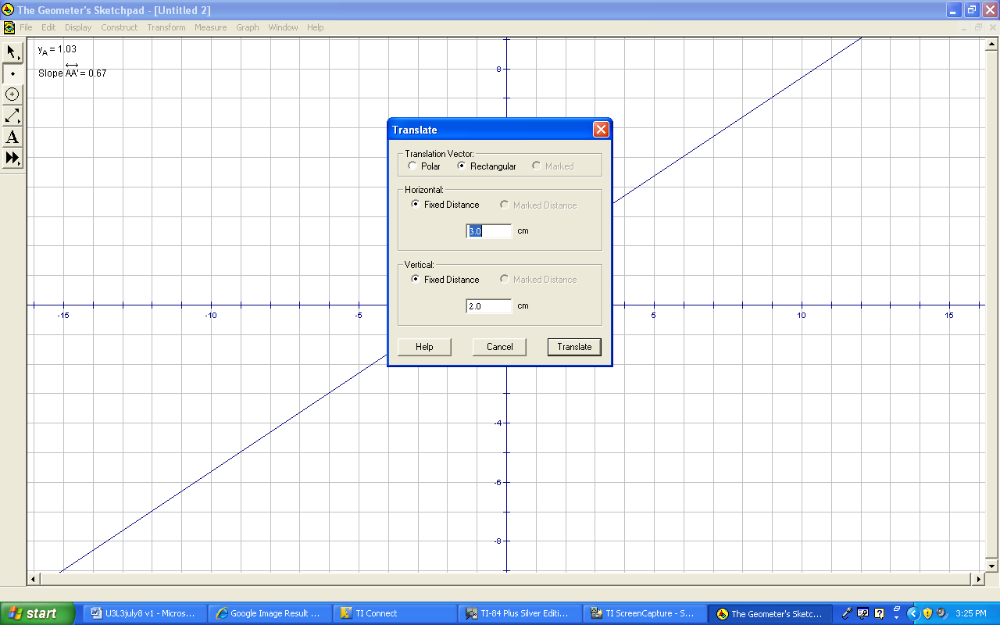 The Geometer's Sketchpad - [Untitled 2]
File Edit Display Construct Transform Measure Graph Window Help
yA = 1.03
Slope AA' = 0.67
A
8
Translate
Translation Vector:
Polar Rectangular Marked
Horizontal:
Fixed Distance Marked Distance
3.0 cm
Vertical:
Fixed Distance Marked Distance
2.0 cm
Help Cancel Translate
-15 -10 -5 5 10 15
-4
-6
-8
start U3L3july8 v1 - Micros... Google Image Result ... TI Connect TI-84 Plus Silver Editi... TI ScreenCapture - S... The Geometer's Sketc... 3:25 PM